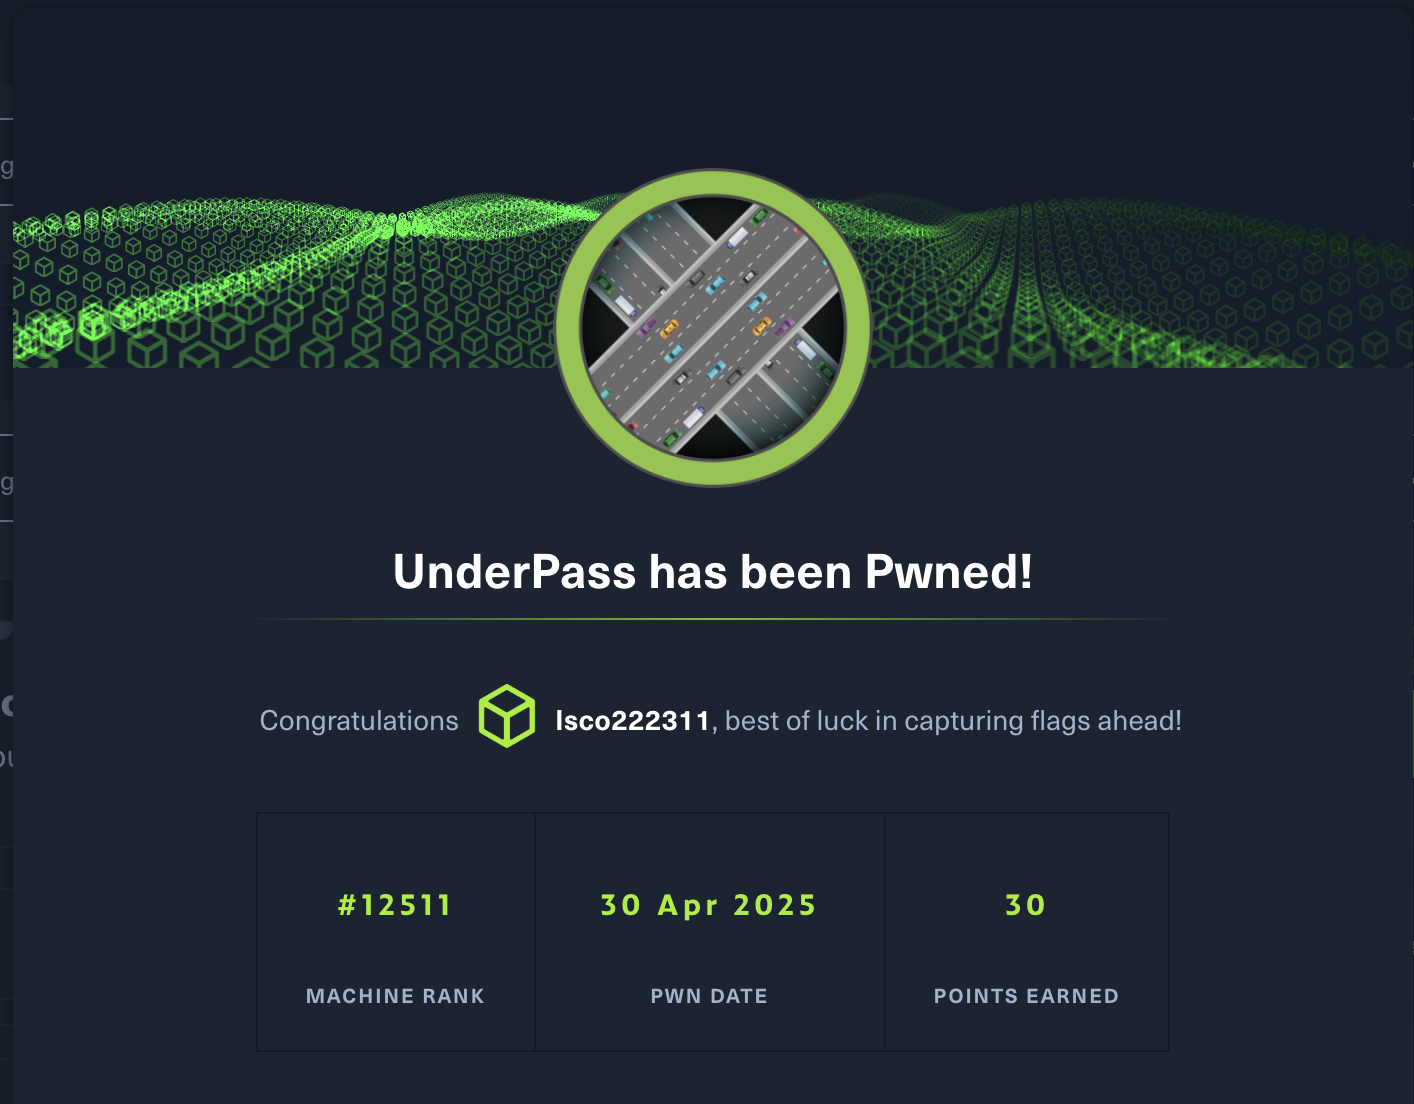 UnderPass has been Pwned!
Congratulations lsco222311, best of luck in capturing flags ahead!
#12511
MACHINE RANK
30 Apr 2025
PWN DATE
30
POINTS EARNED